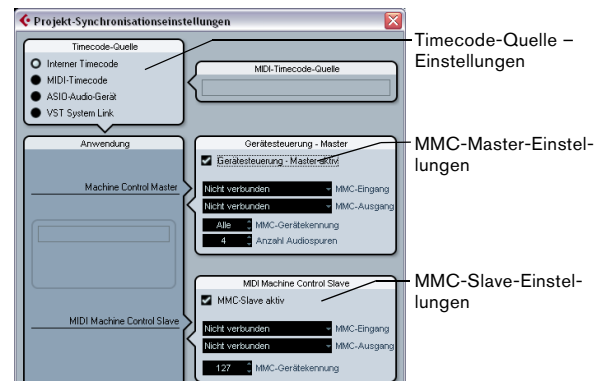 Projekt-Synchronisationseinstellungen
Timecode-Quelle
Interner Timecode
MIDI-Timecode
ASIO-Audio-Gerät
VST System Link
MIDI-Timecode-Quelle
Timecode-Quelle –
Einstellungen
Anwendung
Machine Control Master
MIDI Machine Control Slave
Gerätesteuerung - Master
Gerätesteuerung - Master aktiv
Nicht verbunden MMC-Eingang
Nicht verbunden MMC-Ausgang
Alle MMC-Gerätekennung
4 Anzahl Audiospuren
MMC-Master-Einstel-
lungen
MIDI Machine Control Slave
MMC-Slave aktiv
Nicht verbunden MMC-Eingang
Nicht verbunden MMC-Ausgang
127 MMC-Gerätekennung
MMC-Slave-Einstel-
lungen